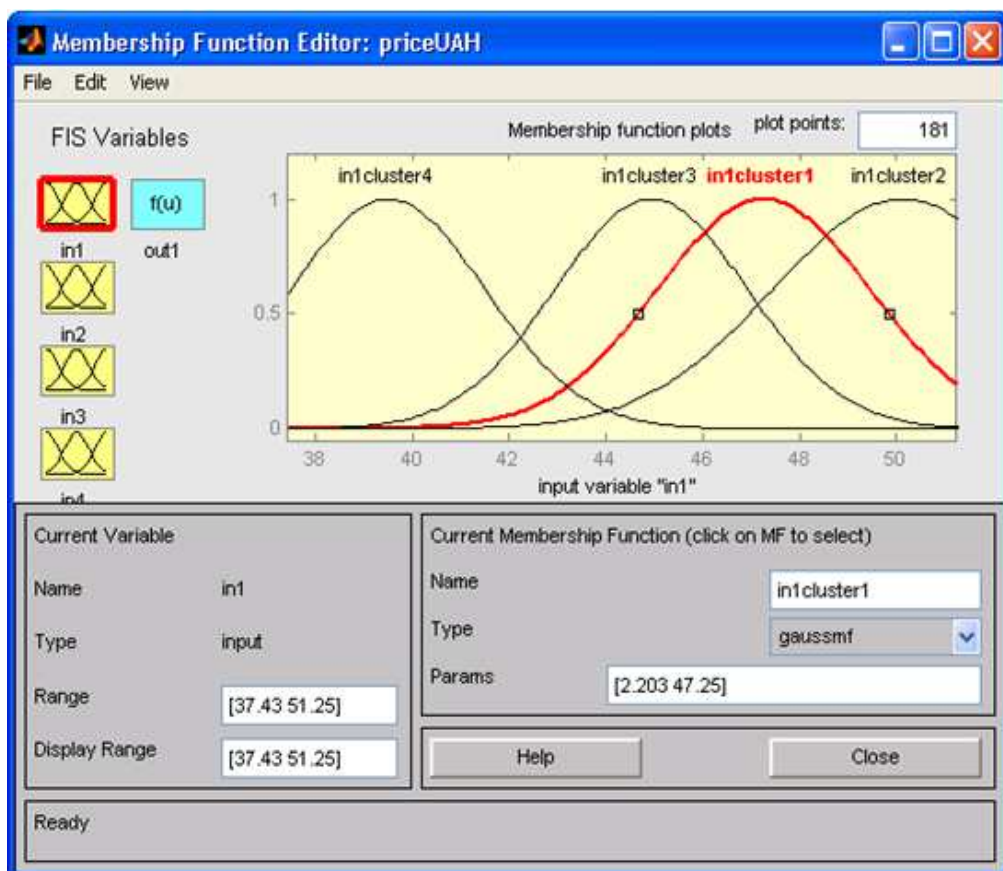 Membership Function Editor: priceUAH
File Edit View
FIS Variables
Membership function plots plot points: 181
f(u)
in1 out1
in2
in3
in4
in1cluster4 in1cluster3 in1cluster1 in1cluster2
1
0.5
0
38 40 42 44 46 48 50
input variable "in1"
Current Variable
Name in1
Type input
Range [37.43 51.25]
Display Range [37.43 51.25]
Current Membership Function (click on MF to select)
Name in1cluster1
Type gaussmf
Params [2.203 47.25]
Help Close
Ready